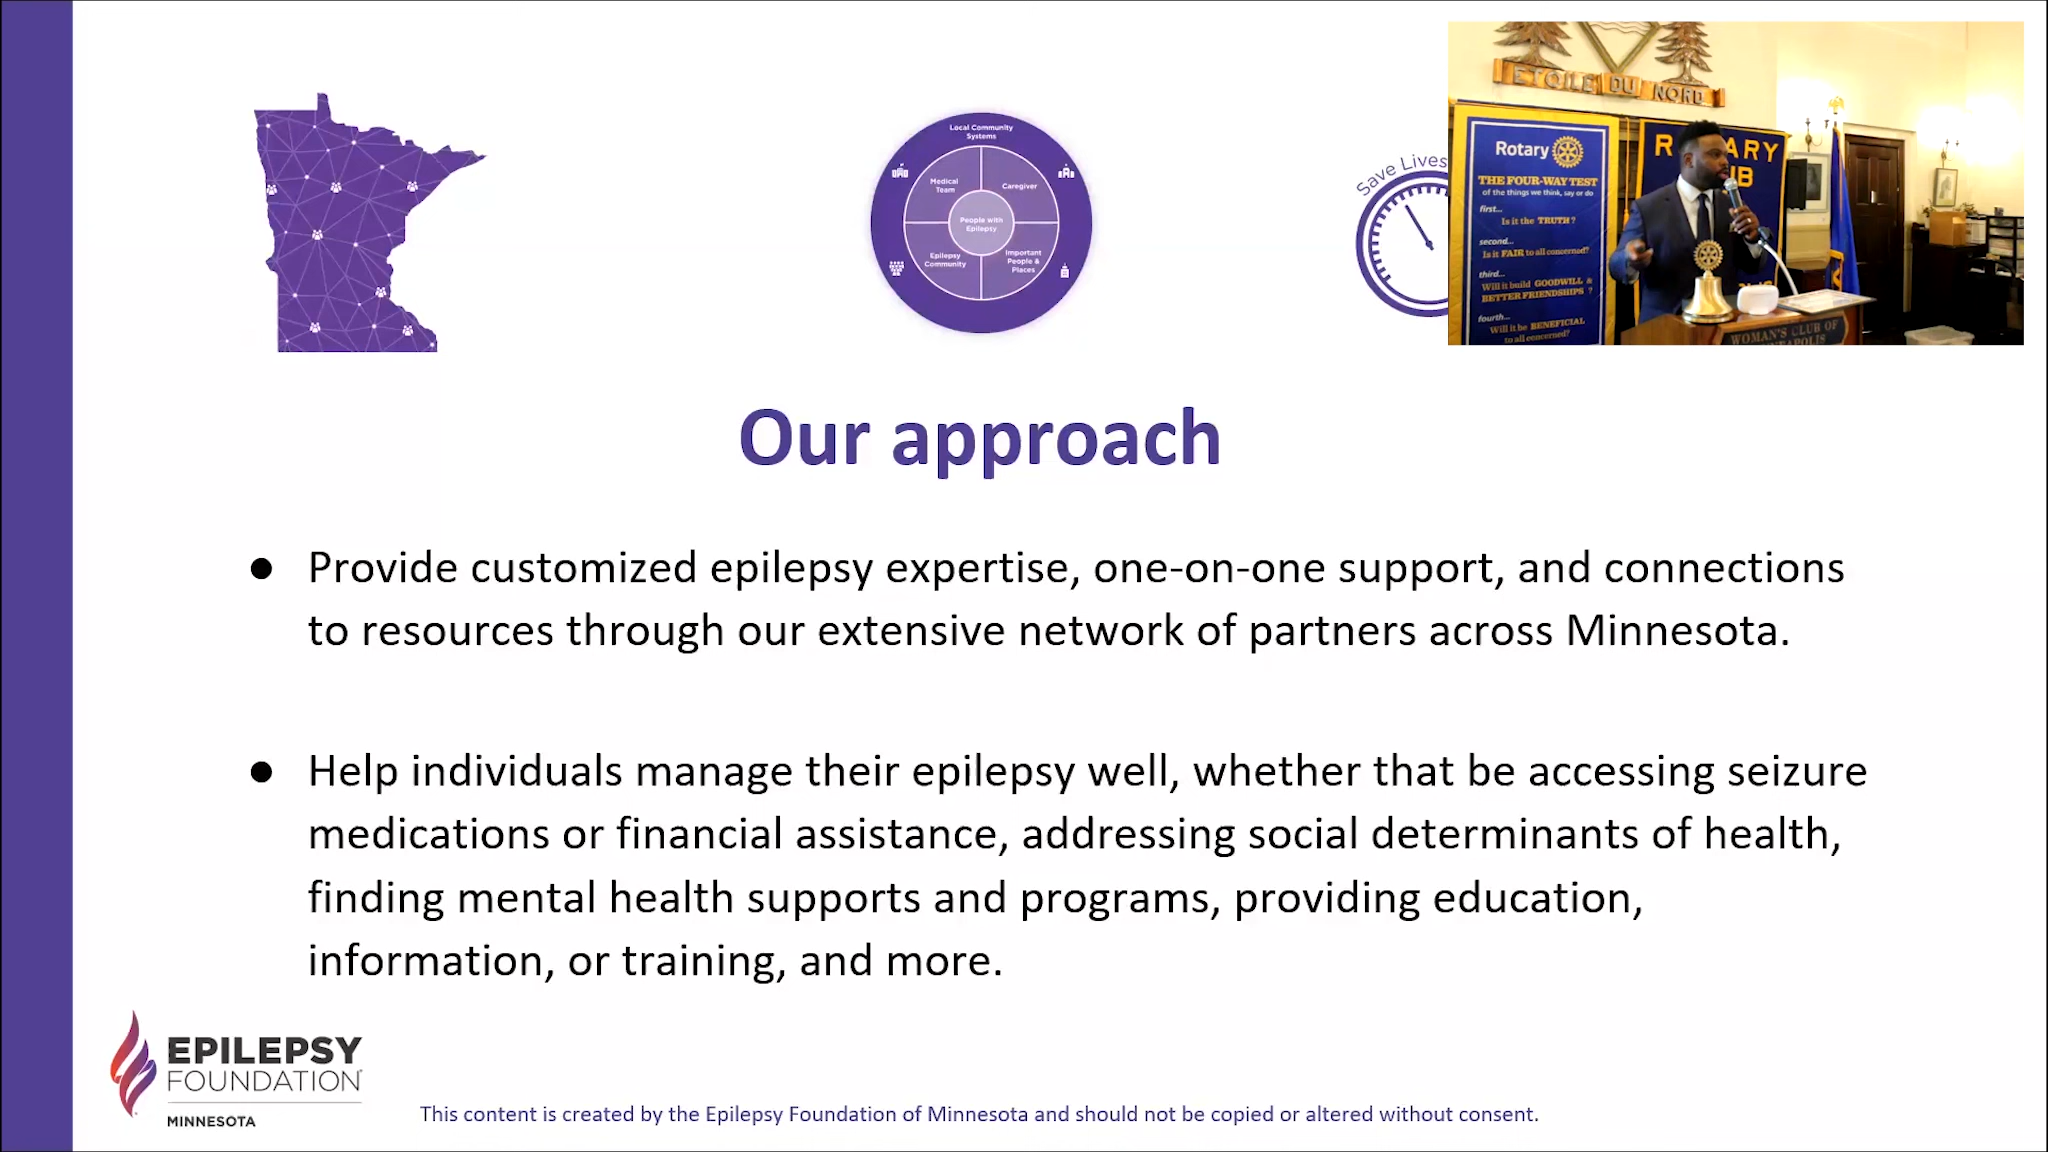 Local Community
Systems
Medical
Team
Caregiver
People with
Epilepsy
Epilepsy
Community
Important
People &
Places
Save Lives
ETOILE DU NORD
Rotary
THE FOUR-WAY TEST
of the things we think, say or do
first...
Is it the TRUTH?
second...
Is it FAIR to all concerned?
third...
Will it build GOODWILL &
BETTER FRIENDSHIPS ?
fourth...
Will it be BENEFICIAL
to all concerned?
WOMAN'S CLUB OF
Our approach
● Provide customized epilepsy expertise, one-on-one support, and connections
to resources through our extensive network of partners across Minnesota.
● Help individuals manage their epilepsy well, whether that be accessing seizure
medications or financial assistance, addressing social determinants of health,
finding mental health supports and programs, providing education,
information, or training, and more.
EPILEPSY
FOUNDATION
MINNESOTA
This content is created by the Epilepsy Foundation of Minnesota and should not be copied or altered without consent.